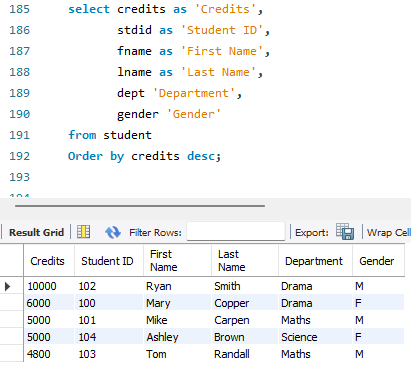 185 select credits as 'Credits',
186 stdid as 'Student ID',
187 fname as 'First Name',
188 lname as 'Last Name',
189 dept 'Department',
190 gender 'Gender'
191 from student
192 Order by credits desc;
193
Result Grid Filter Rows: Export: Wrap Cell
Credits Student ID First Name Last Name Department Gender
10000 102 Ryan Smith Drama M
6000 100 Mary Copper Drama F
5000 101 Mike Carpen Maths M
5000 104 Ashley Brown Science F
4800 103 Tom Randall Maths M